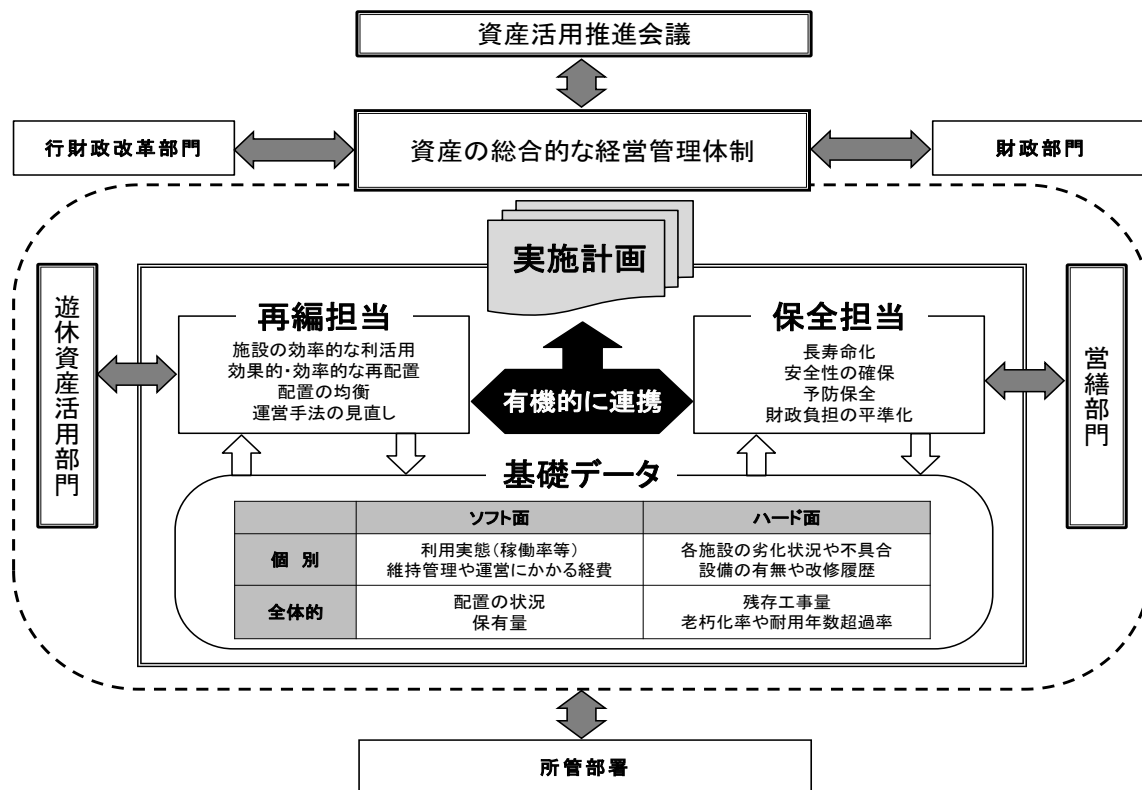 資産活用推進会議
行財政改革部門
資産の総合的な経営管理体制
財政部門
実施計画
遊休資産活用部門
再編担当
施設の効率的な利活用
効果的・効率的な再配置
配置の均衡
運営手法の見直し
有機的に連携
保全担当
長寿命化
安全性の確保
予防保全
財政負担の平準化
営繕部門
基礎データ
ソフト面
ハード面
個別
利用実態(稼働率等)
維持管理や運営にかかる経費
各施設の劣化状況や不具合
設備の有無や改修履歴
全体的
配置の状況
保有量
残存工事量
老朽化率や耐用年数超過率
所管部署